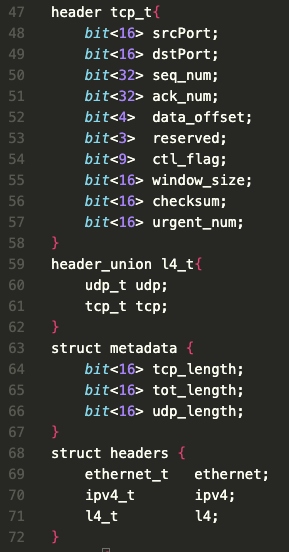 47 header tcp_t{
48     bit<16> srcPort;
49     bit<16> dstPort;
50     bit<32> seq_num;
51     bit<32> ack_num;
52     bit<4>  data_offset;
53     bit<3>  reserved;
54     bit<9>  ctl_flag;
55     bit<16> window_size;
56     bit<16> checksum;
57     bit<16> urgent_num;
58 }
59 header_union l4_t{
60     udp_t udp;
61     tcp_t tcp;
62 }
63 struct metadata {
64     bit<16> tcp_length;
65     bit<16> tot_length;
66     bit<16> udp_length;
67 }
68 struct headers {
69     ethernet_t   ethernet;
70     ipv4_t       ipv4;
71     l4_t         l4;
72 }